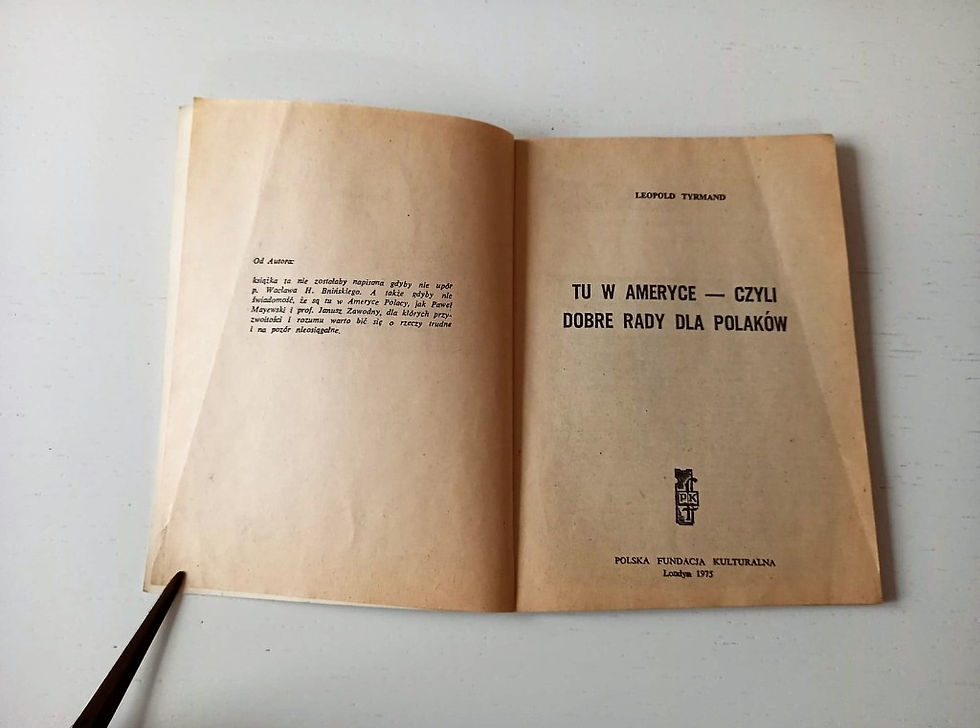 Od Autora:
książka ta nie zostałaby napisana gdyby nie upór
p. Wacława H. Bnińskiego. A także gdyby nie
świadomość, że są tu w Ameryce Polacy, jak Paweł
Mayewski i prof. Janusz Zawodny, dla których przy-
zwoitości i rozumu warto bić się o rzeczy trudne
i na pozór nieosiągalne.
LEOPOLD TYRMAND
TU W AMERYCE — CZYLI
DOBRE RADY DLA POLAKÓW
PK
POLSKA FUNDACJA KULTURALNA
Londyn 1975